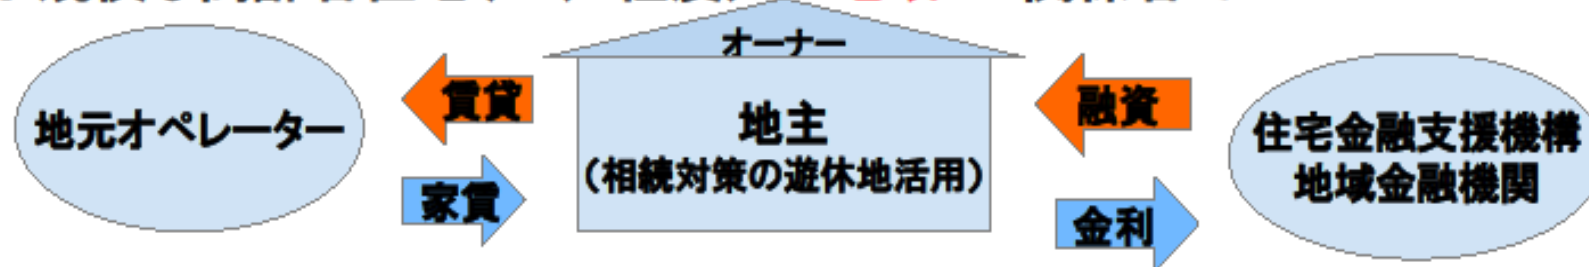 オーナー
賃貸
融資
地元オペレーター
地主
住宅金融支援機構
(相続対策の遊休地活用)
地域金融機関
家賃
金利